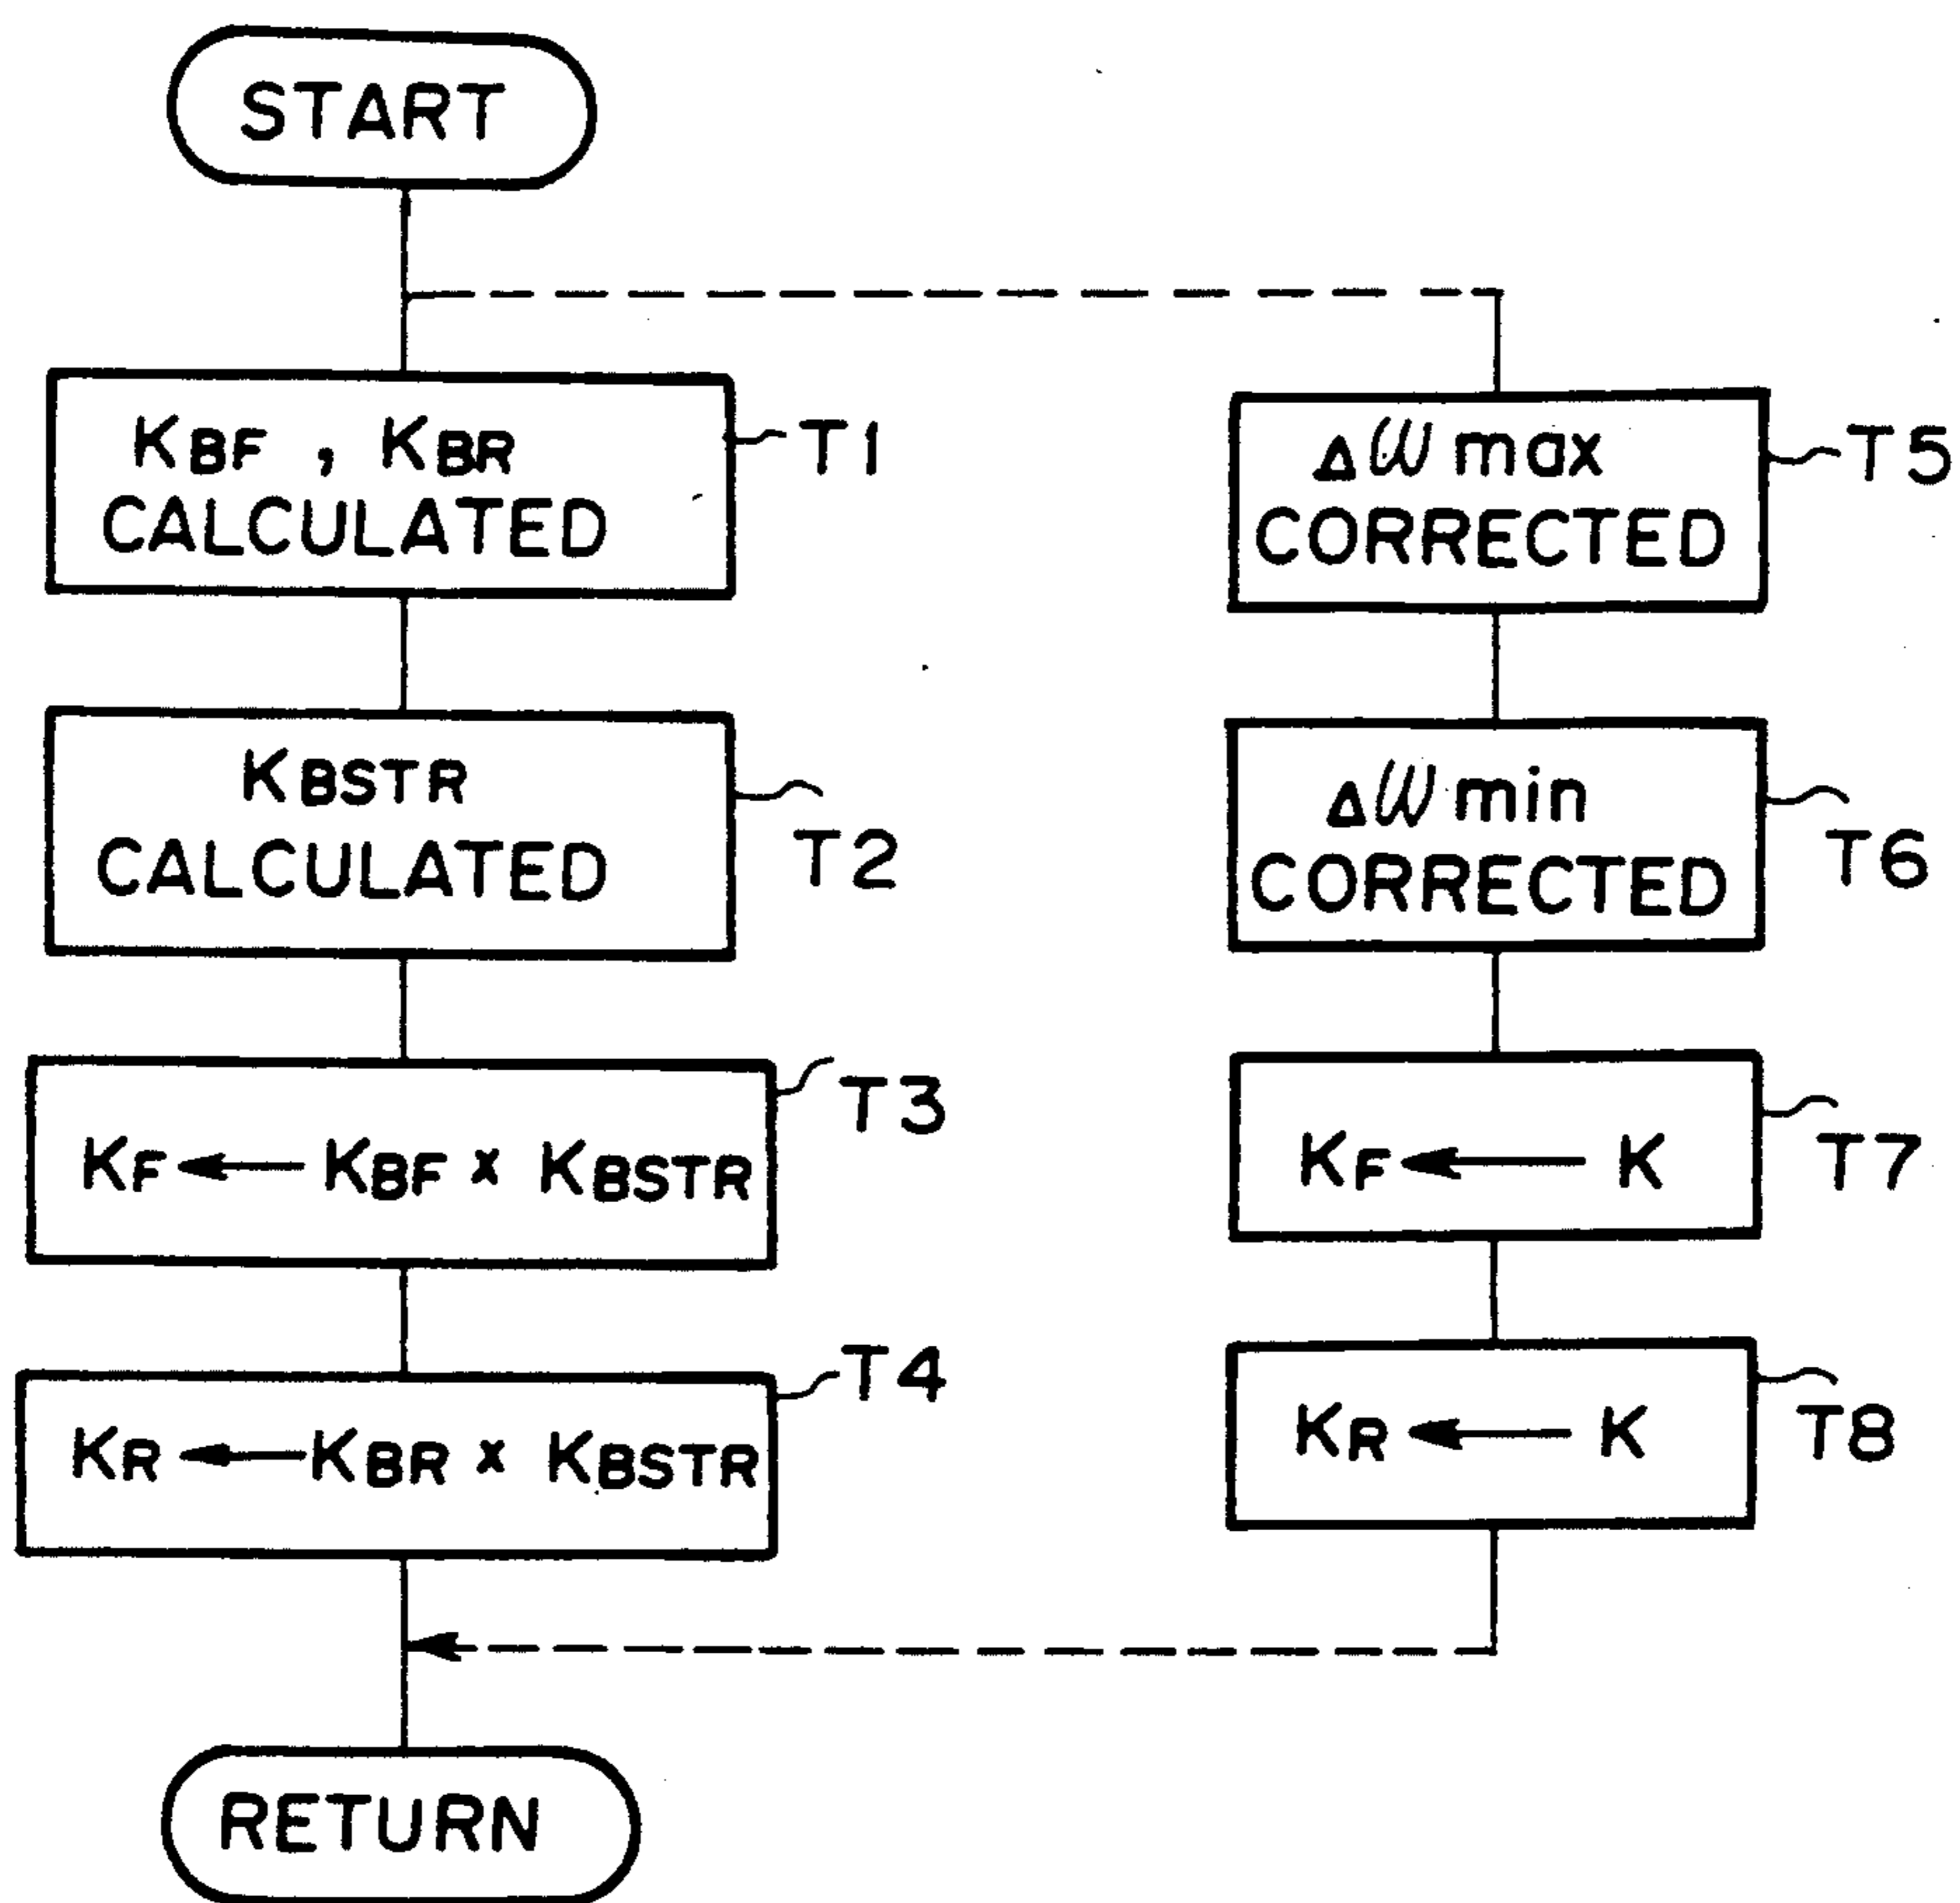 START
KBF , KBR
CALCULATED
T1
KBSTR
CALCULATED
T2
KF ← KBF x KBSTR
T3
KR ← KBR x KBSTR
T4
RETURN
ΔW max
CORRECTED
T5
ΔW min
CORRECTED
T6
KF ← K
T7
KR ← K
T8